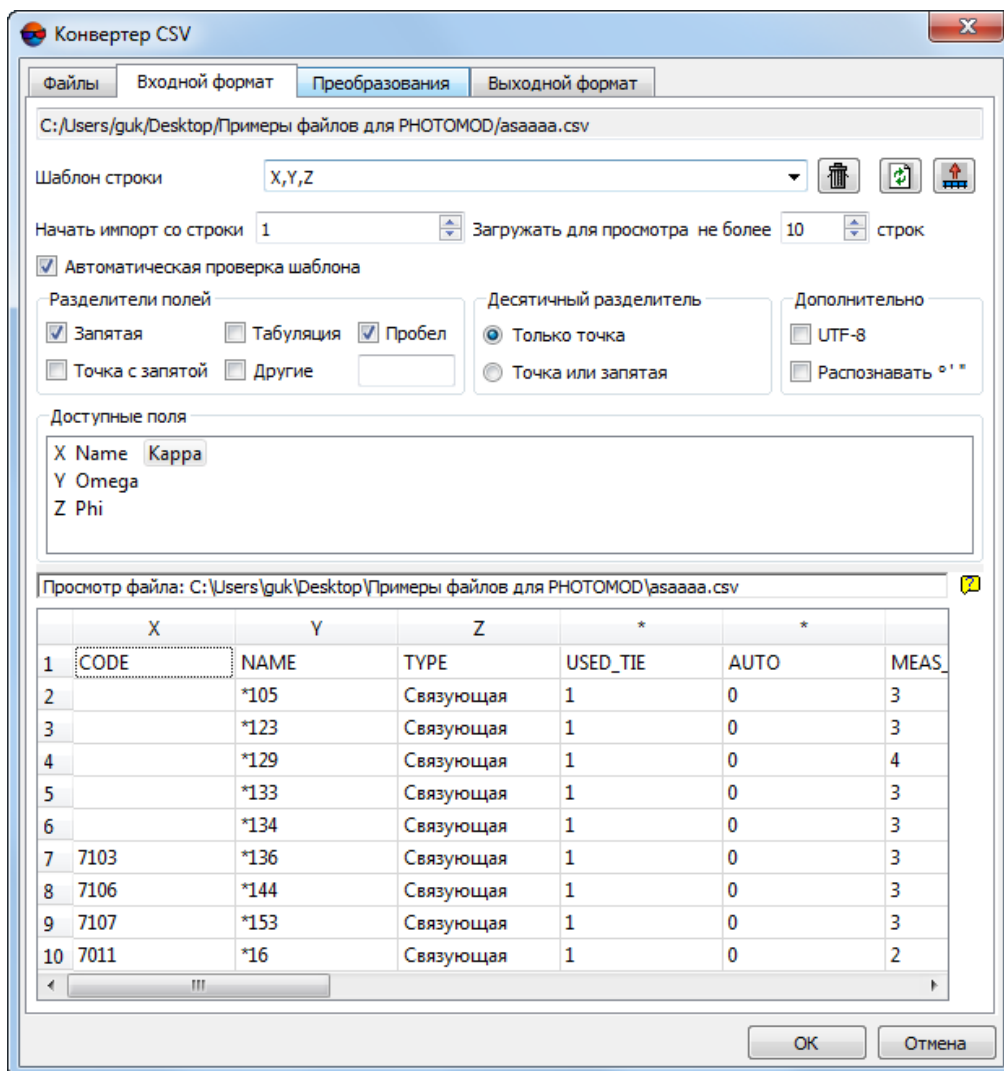 Конвертер CSV
Файлы Входной формат Преобразования Выходной формат
C:/Users/guk/Desktop/Примеры файлов для PHOTOMOD/asaaaa.csv
Шаблон строки X,Y,Z
Начать импорт со строки 1 Загружать для просмотра не более 10 строк
Автоматическая проверка шаблона
Разделители полей Десятичный разделитель Дополнительно
Запятая Табуляция Пробел Только точка UTF-8
Точка с запятой Другие Точка или запятая Распознавать ° ' "
Доступные поля
X Name Kappa
Y Omega
Z Phi
Просмотр файла: C:\Users\guk\Desktop\Примеры файлов для PHOTOMOD\asaaaa.csv ?
X Y Z * *
1 CODE NAME TYPE USED_TIE AUTO MEAS_
2 *105 Связующая 1 0 3
3 *123 Связующая 1 0 3
4 *129 Связующая 1 0 4
5 *133 Связующая 1 0 3
6 *134 Связующая 1 0 3
7 7103 *136 Связующая 1 0 3
8 7106 *144 Связующая 1 0 3
9 7107 *153 Связующая 1 0 3
10 7011 *16 Связующая 1 0 2
OK Отмена